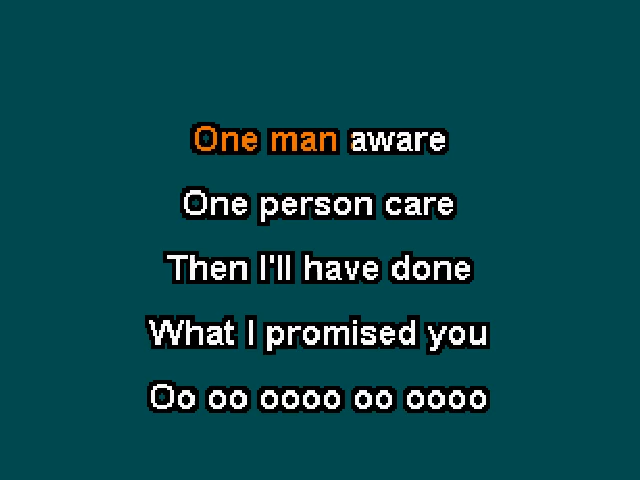 One man aware
One person care
Then I'll have done
What I promised you
Oo oo oooo oo oooo